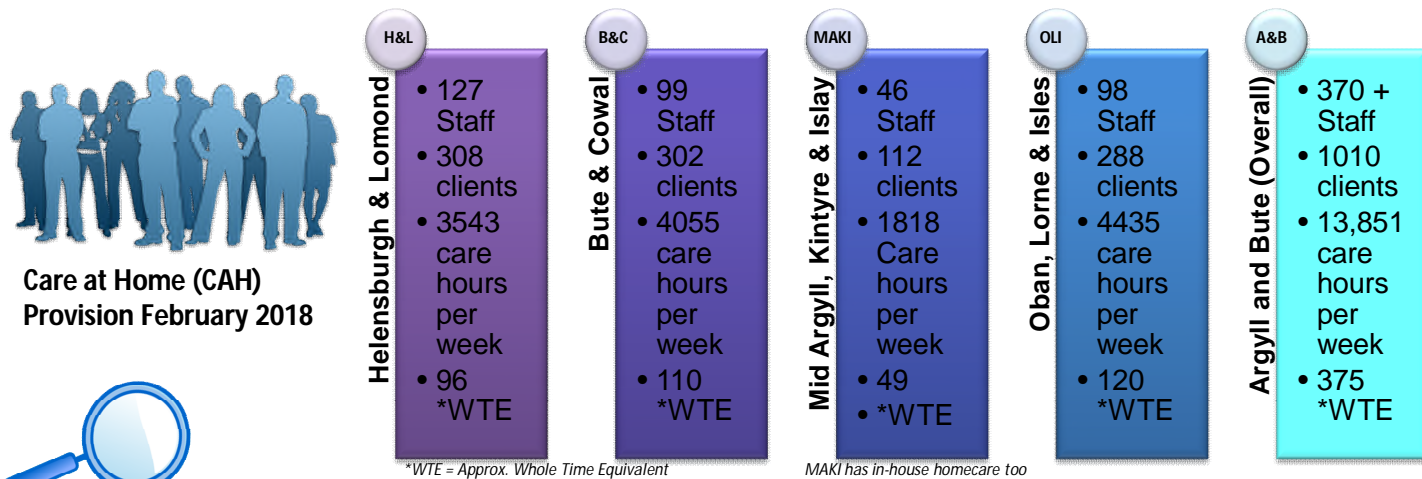 Care at Home (CAH)
Provision February 2018
H&L
Helensburgh & Lomond
• 127
Staff
• 308
clients
• 3543
care
hours
per
week
• 96
*WTE
B&C
Bute & Cowal
• 99
Staff
• 302
clients
• 4055
care
hours
per
week
• 110
*WTE
MAKI
Mid Argyll, Kintyre & Islay
• 46
Staff
• 112
clients
• 1818
Care
hours
per
week
• 49
• *WTE
OLI
Oban, Lorne & Isles
• 98
Staff
• 288
clients
• 4435
care
hours
per
week
• 120
*WTE
A&B
Argyll and Bute (Overall)
• 370 +
Staff
• 1010
clients
• 13,851
care
hours
per
week
• 375
*WTE
*WTE = Approx. Whole Time Equivalent
MAKI has in-house homecare too